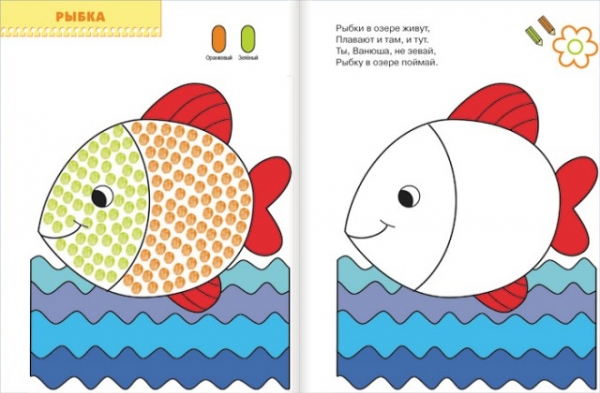 РЫБКА
Оранжевый Зелёный
Рыбки в озере живут,
Плавают и там, и тут.
Ты, Ванюша, не зевай,
Рыбку в озере поймай.